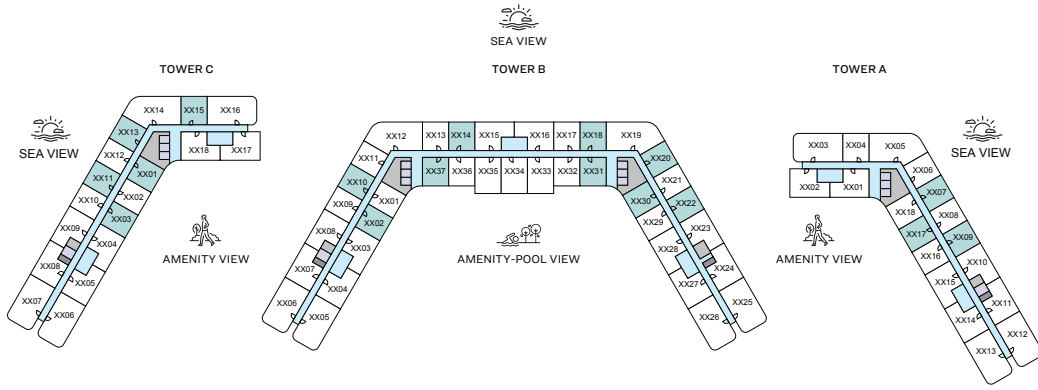 SEA VIEW
TOWER C
TOWER B
TOWER A
SEA VIEW
XX14
XX15
XX16
XX13
XX12
XX18
XX17
XX11
XX01
XX10
XX02
XX03
XX09
XX04
XX08
XX05
XX07
XX06
AMENITY VIEW
XX12
XX13
XX14
XX15
XX16
XX17
XX18
XX19
XX11
XX37
XX36
XX35
XX34
XX33
XX32
XX31
XX20
XX10
XX01
XX30
XX21
XX09
XX02
XX29
XX22
XX08
XX03
XX28
XX23
XX07
XX04
XX27
XX24
XX06
XX05
XX26
XX25
AMENITY-POOL VIEW
SEA VIEW
XX03
XX04
XX05
XX02
XX01
XX06
XX18
XX07
XX17
XX08
XX16
XX09
XX15
XX10
XX14
XX11
XX13
XX12
AMENITY VIEW